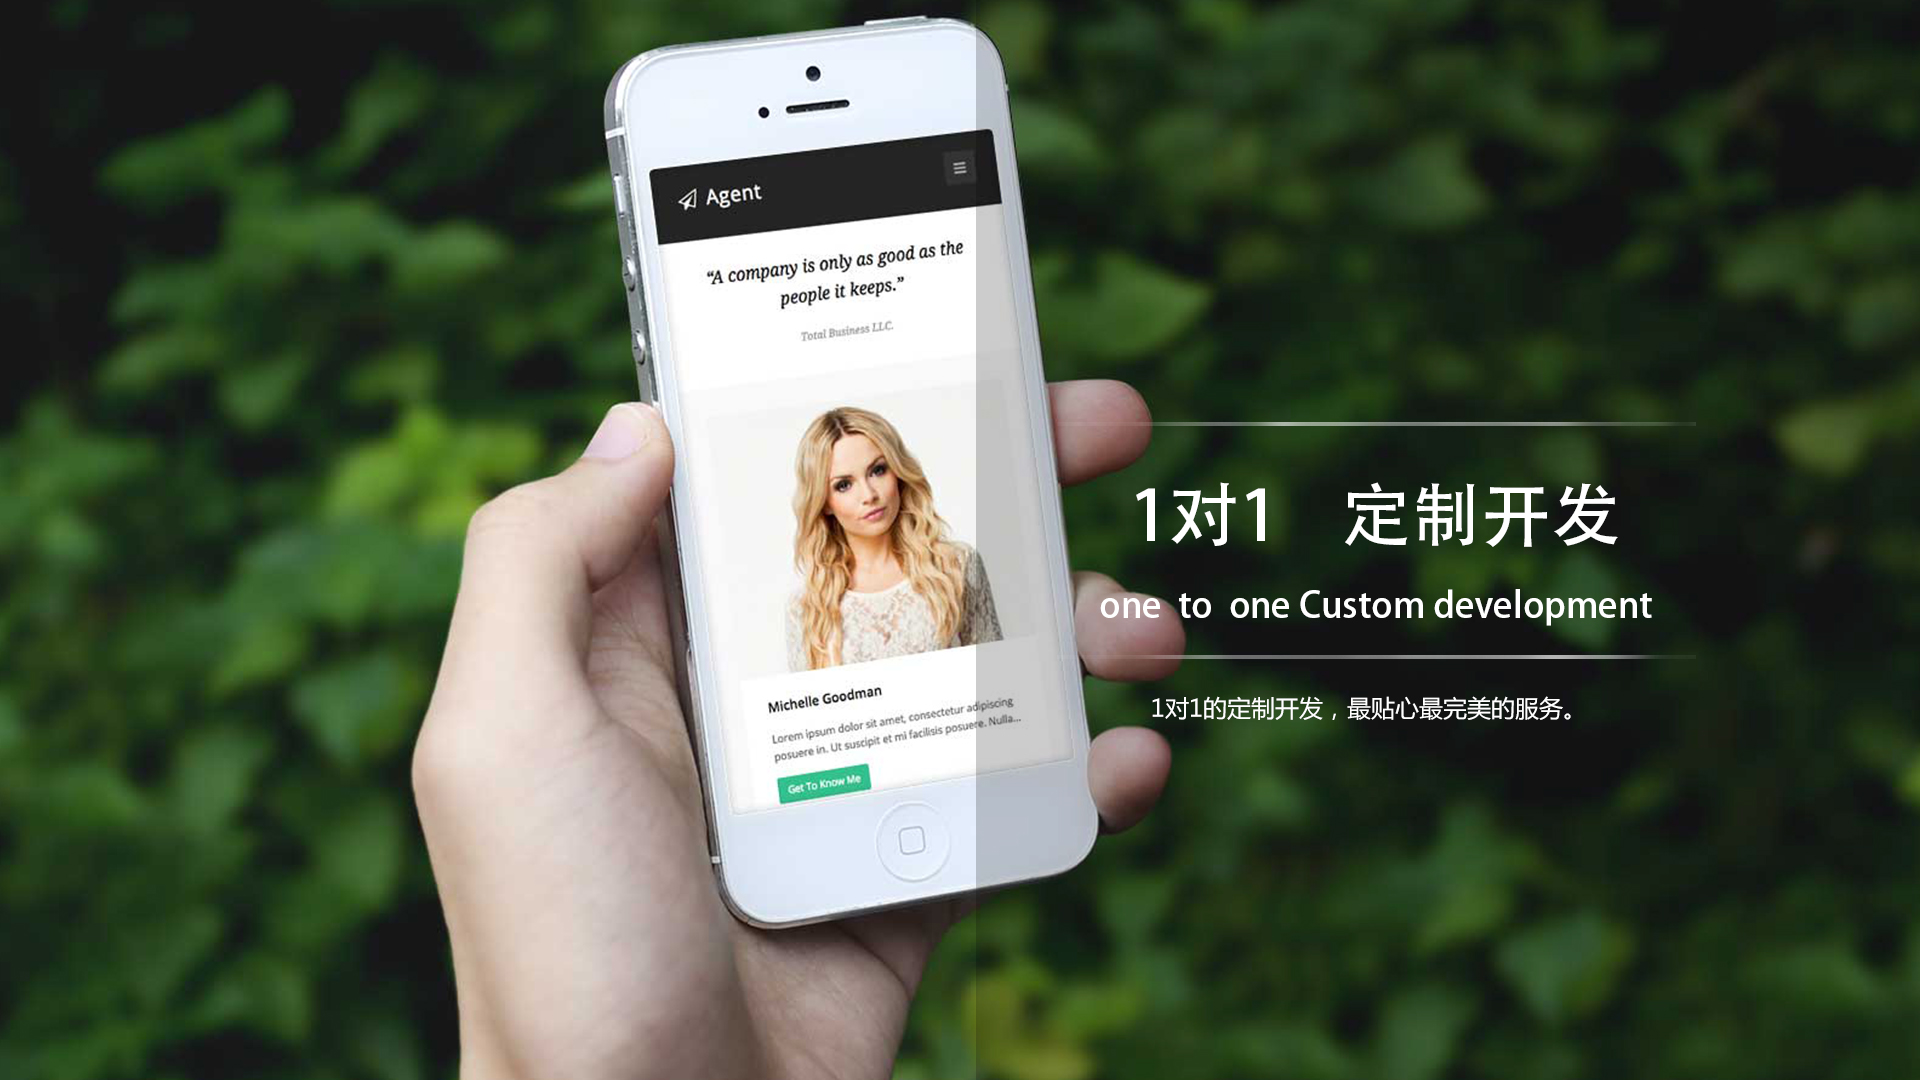 Agent
“A company is only as good as the
people it keeps.”
Total Business LLC.
Michelle Goodman
Lorem ipsum dolor sit amet, consectetur adipiscing
posuere in. Ut suscipit et mi facilisis posuere. Nulla...
Get To Know Me
1对1 定制开发
one to one Custom development
1对1的定制开发，最贴心最完美的服务。